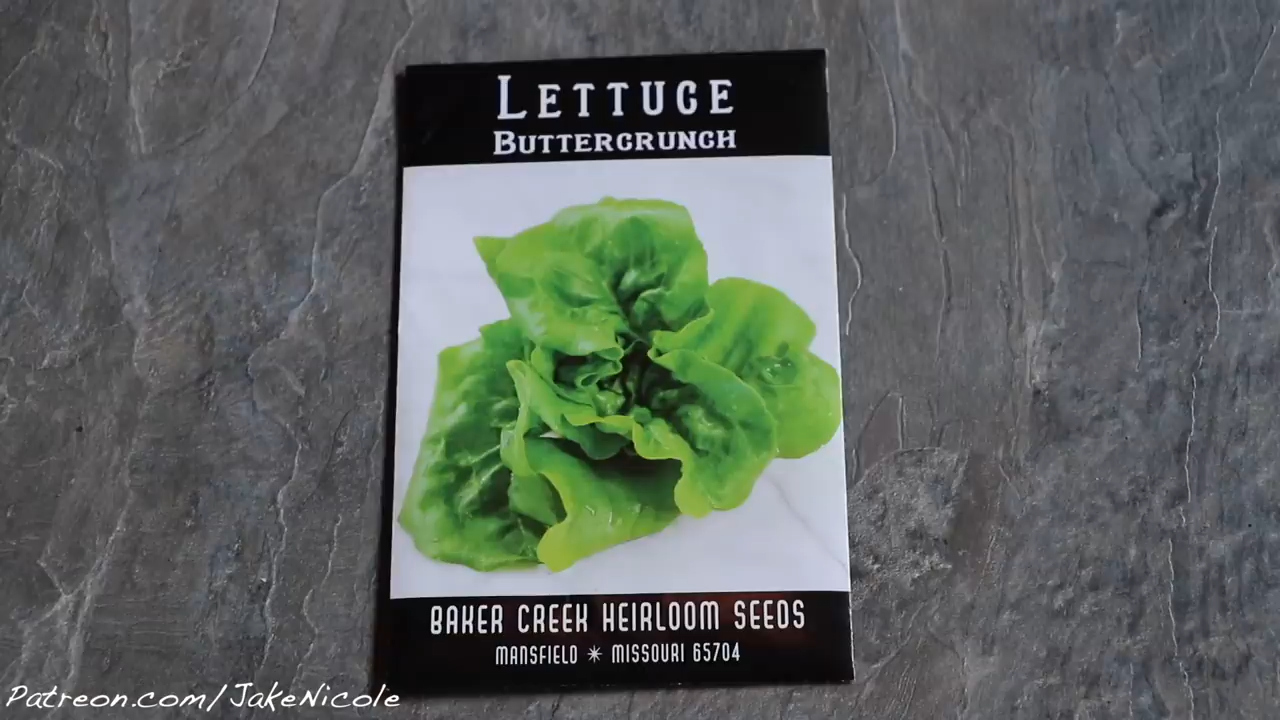 LETTUCE
BUTTERCRUNCH
BAKER CREEK HEIRLOOM SEEDS
MANSFIELD ✴ MISSOURI 65704
Patreon.com/JakeNicole